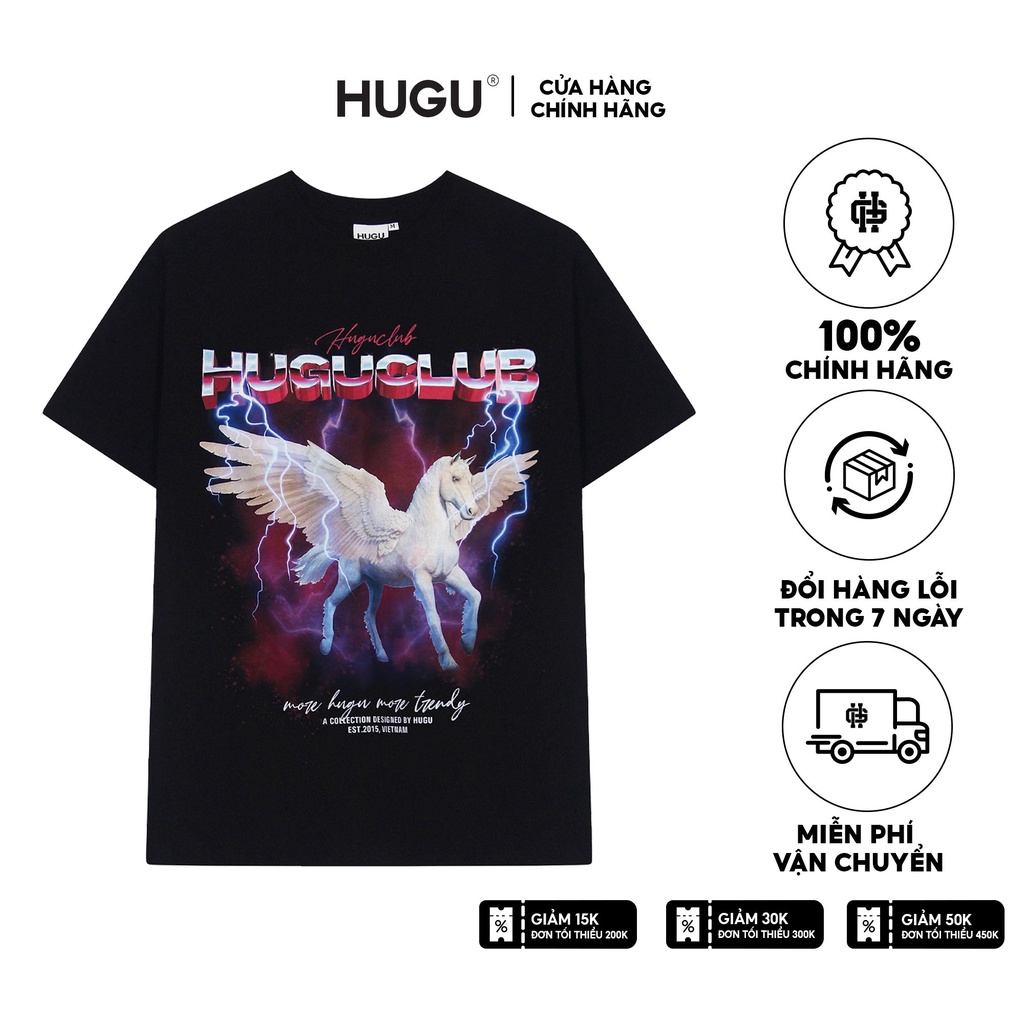 HUGU®
CỬA HÀNG
CHÍNH HÃNG
HUGU
M
Huguclub
HUGUCLUB
more hugu more trendy
A COLLECTION DESIGNED BY HUGU
EST.2015, VIETNAM
100%
CHÍNH HÃNG
ĐỔI HÀNG LỖI
TRONG 7 NGÀY
MIỄN PHÍ
VẬN CHUYỂN
GIẢM 15K
ĐƠN TỐI THIỂU 200K
GIẢM 30K
ĐƠN TỐI THIỂU 300K
GIẢM 50K
ĐƠN TỐI THIỂU 450K